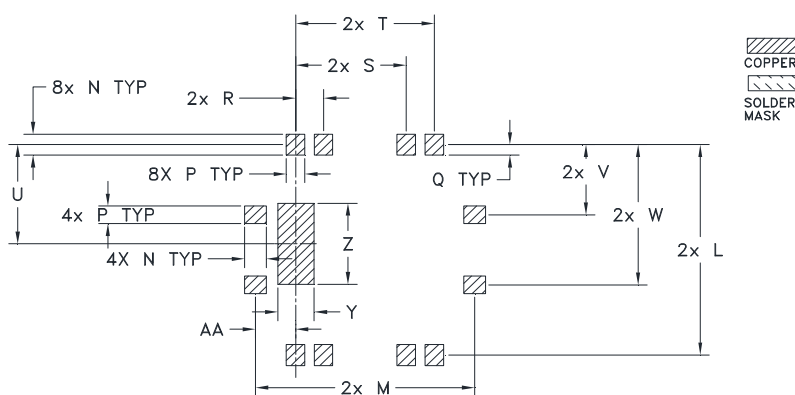 2x T
COPPER
2x S
SOLDER
MASK
8x N TYP
2x R
8X P TYP
Q TYP
2x V
U
4x P TYP
2x W
Z
2x L
4X N TYP
Y
AA
2x M